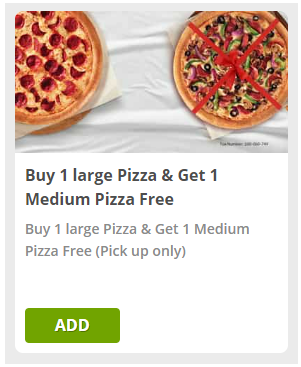 Buy 1 large Pizza & Get 1
Medium Pizza Free
Buy 1 large Pizza & Get 1 Medium
Pizza Free (Pick up only)
ADD